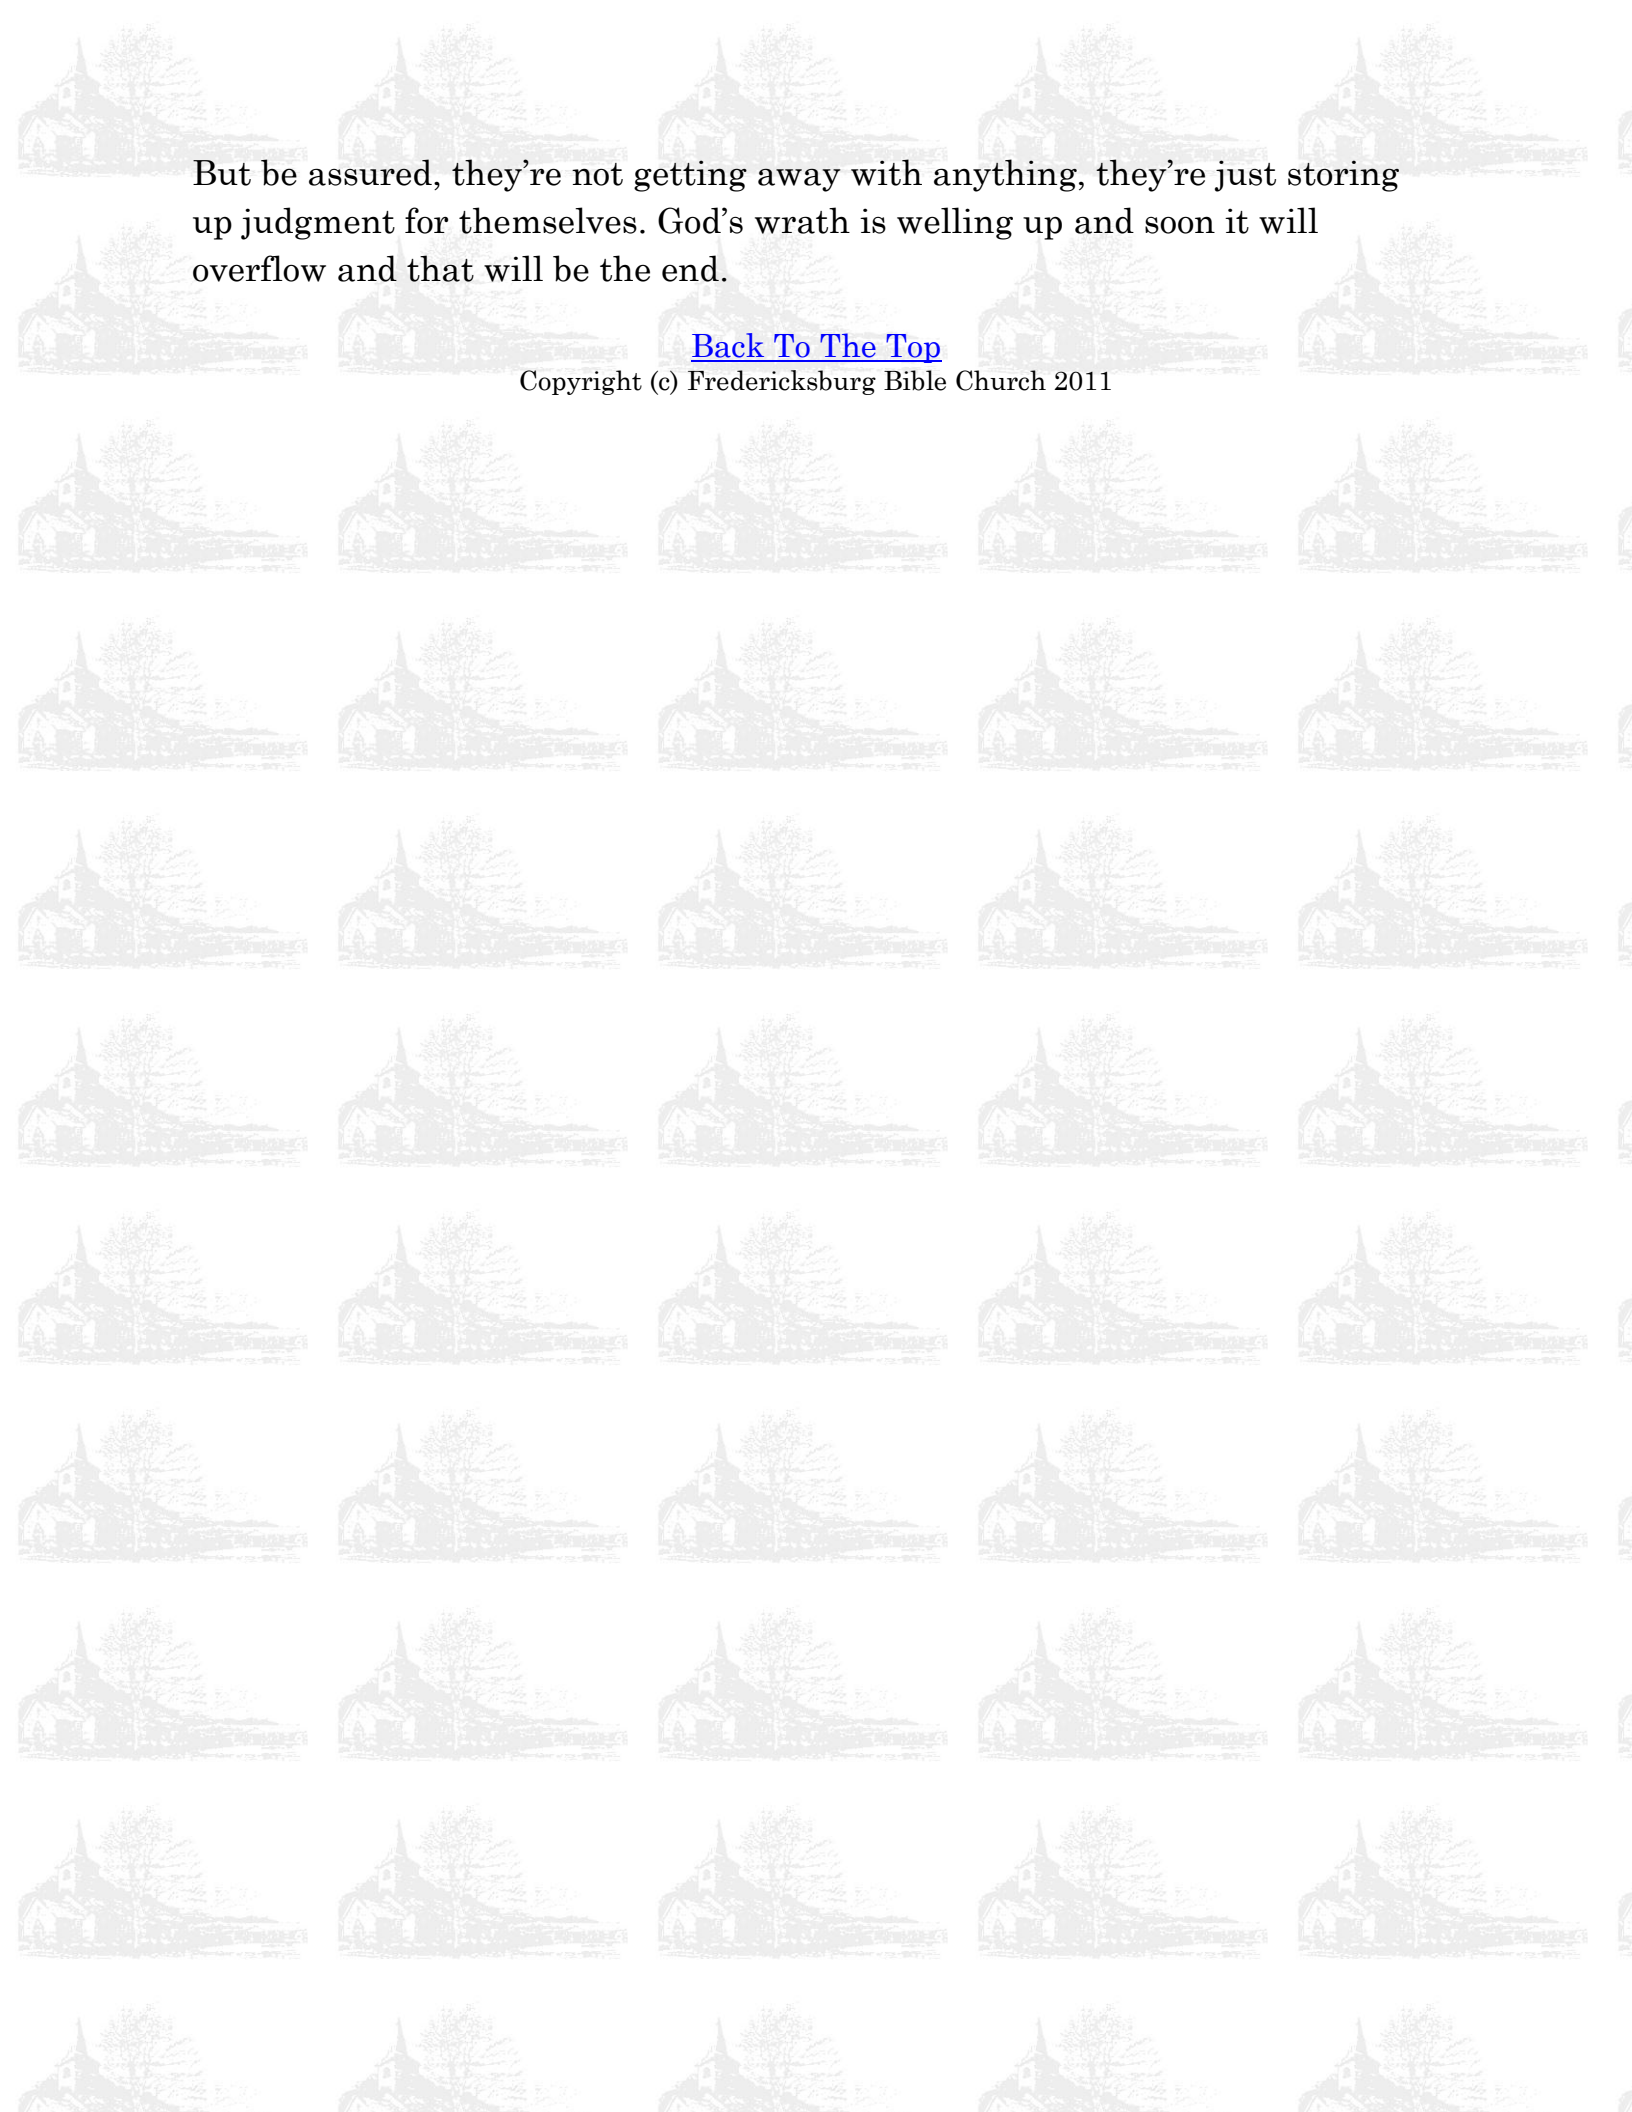 But be assured, they’re not getting away with anything, they’re just storing
up judgment for themselves. God’s wrath is welling up and soon it will
overflow and that will be the end.
Back To The Top
Copyright (c) Fredericksburg Bible Church 2011